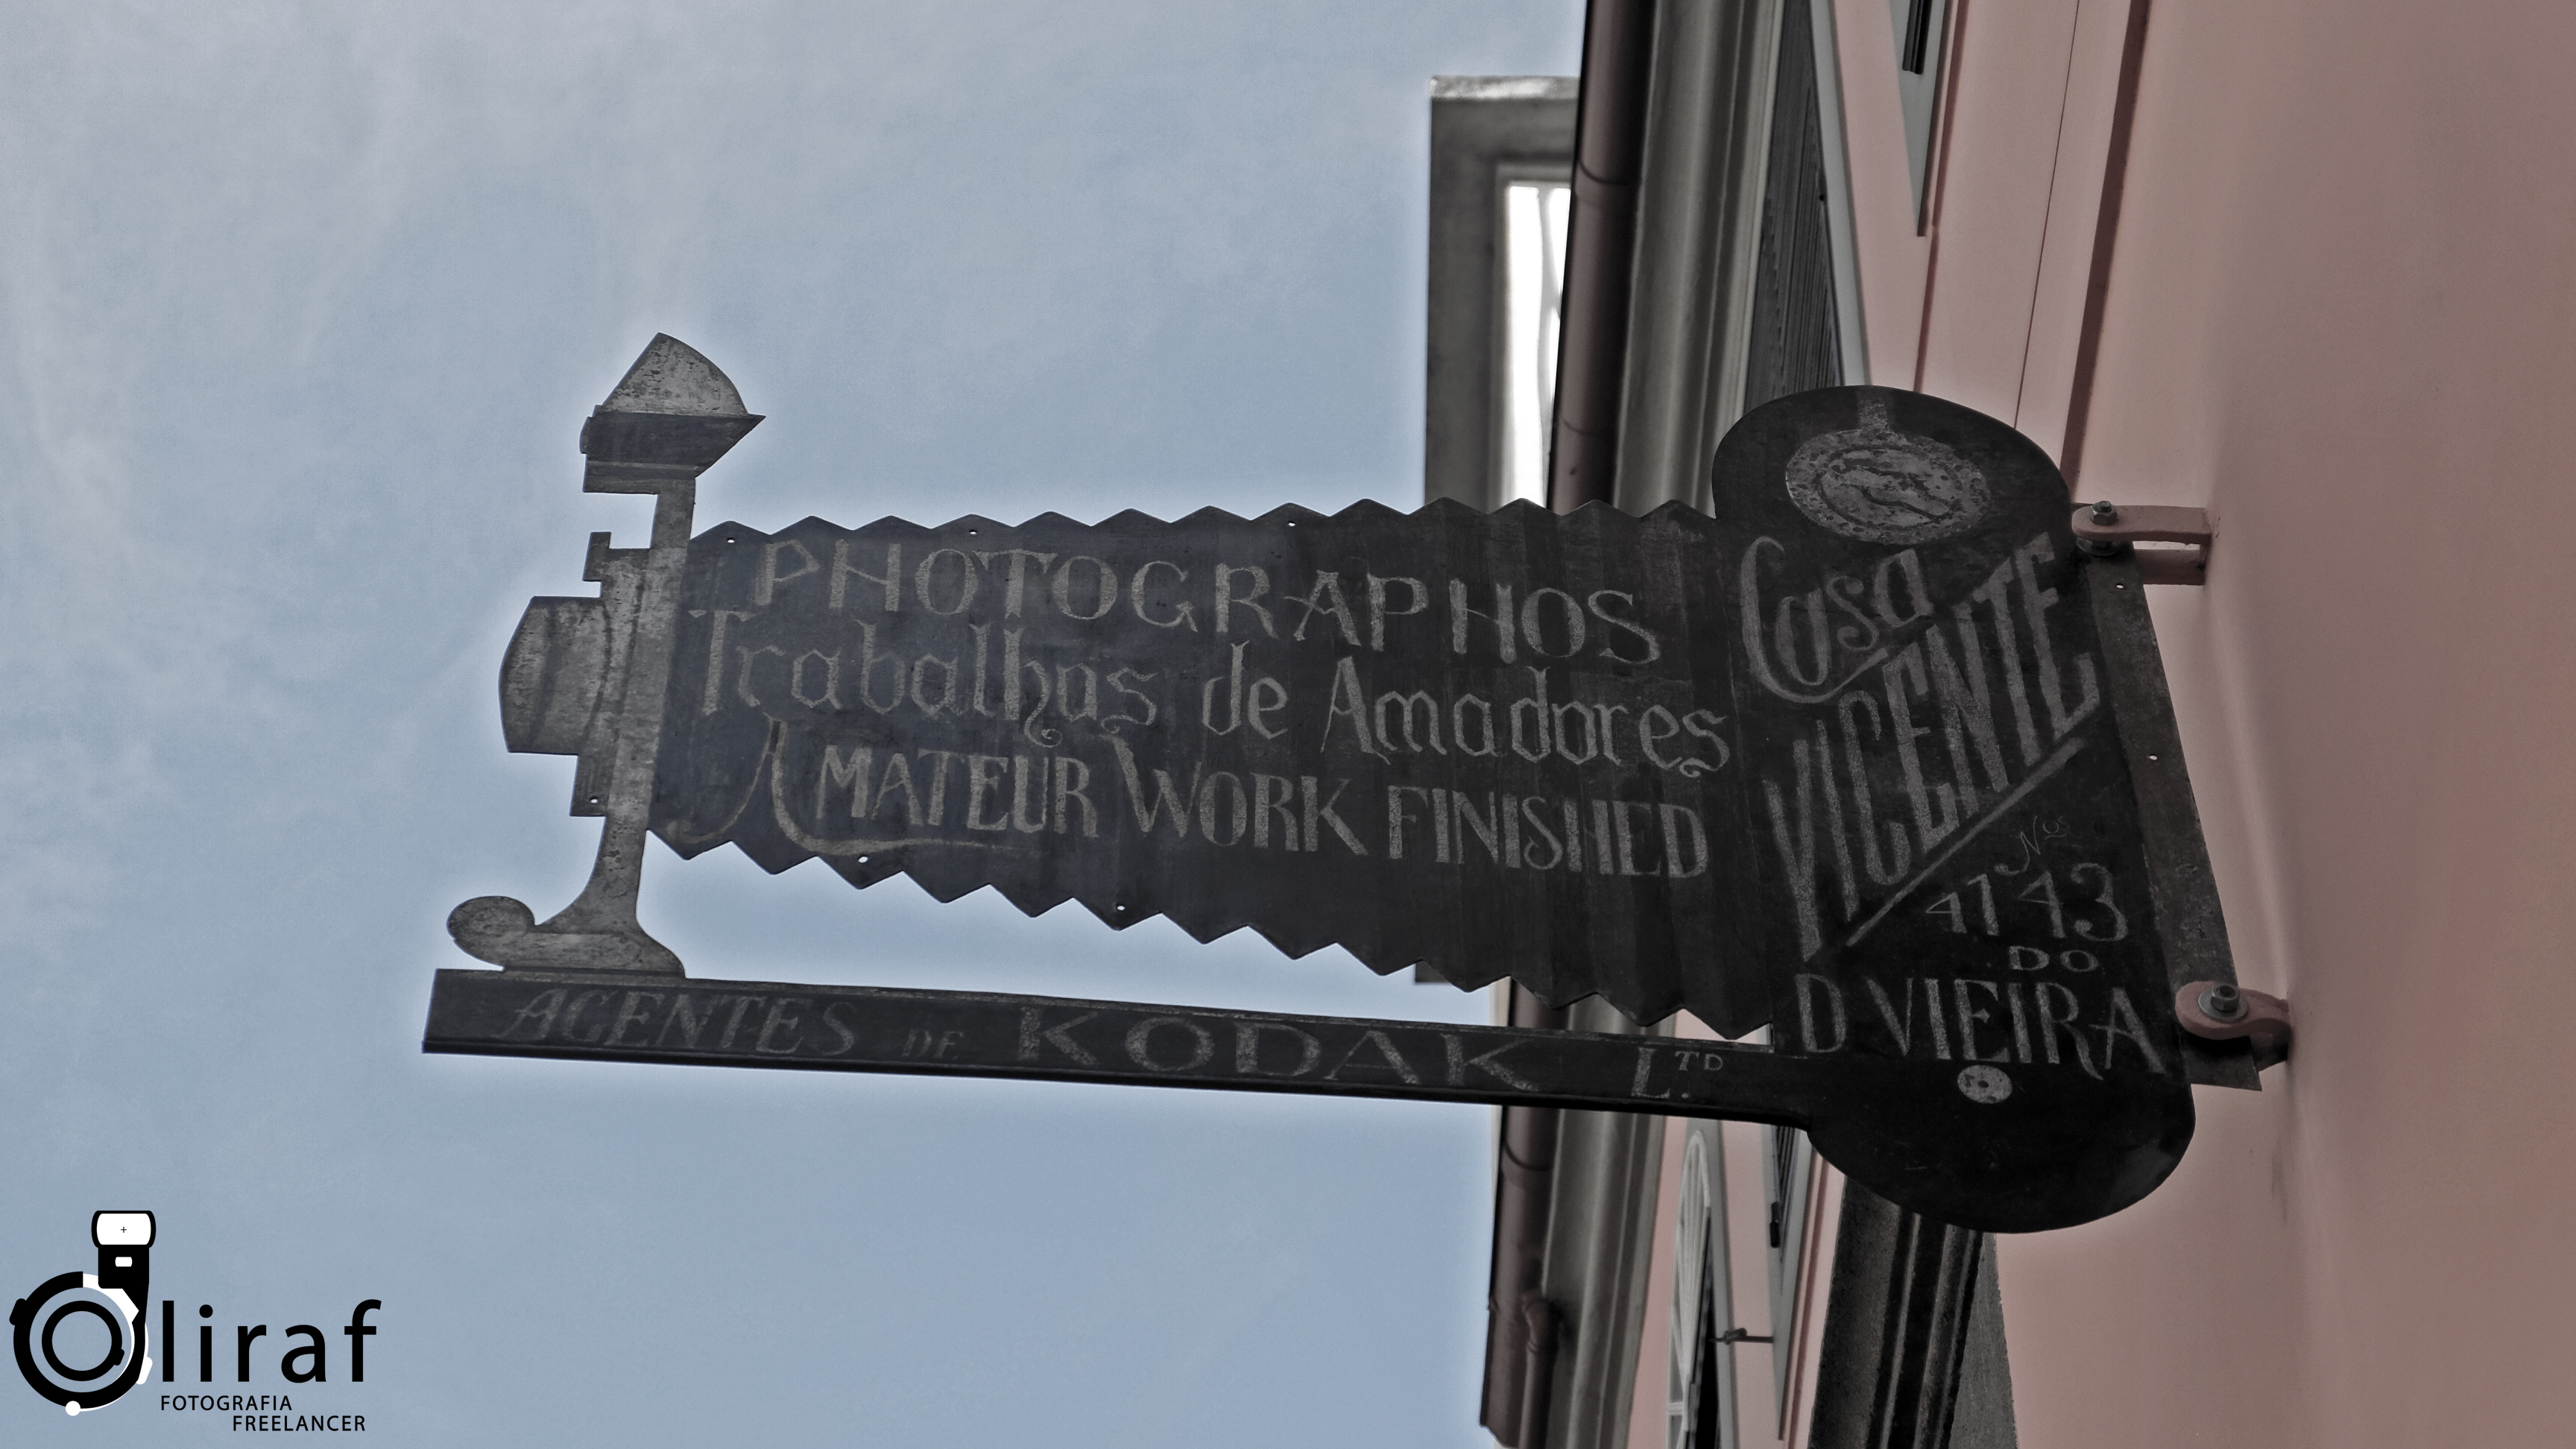 PHOTOGRAPHOS
Trabalhos de Amadores
AMATEUR WORK FINISHED
Casa
VICENTE
Nos
41 43
DO
D VIEIRA
AGENTES DE KODAK LTD.
Oliraf
FOTOGRAFIA
FREELANCER